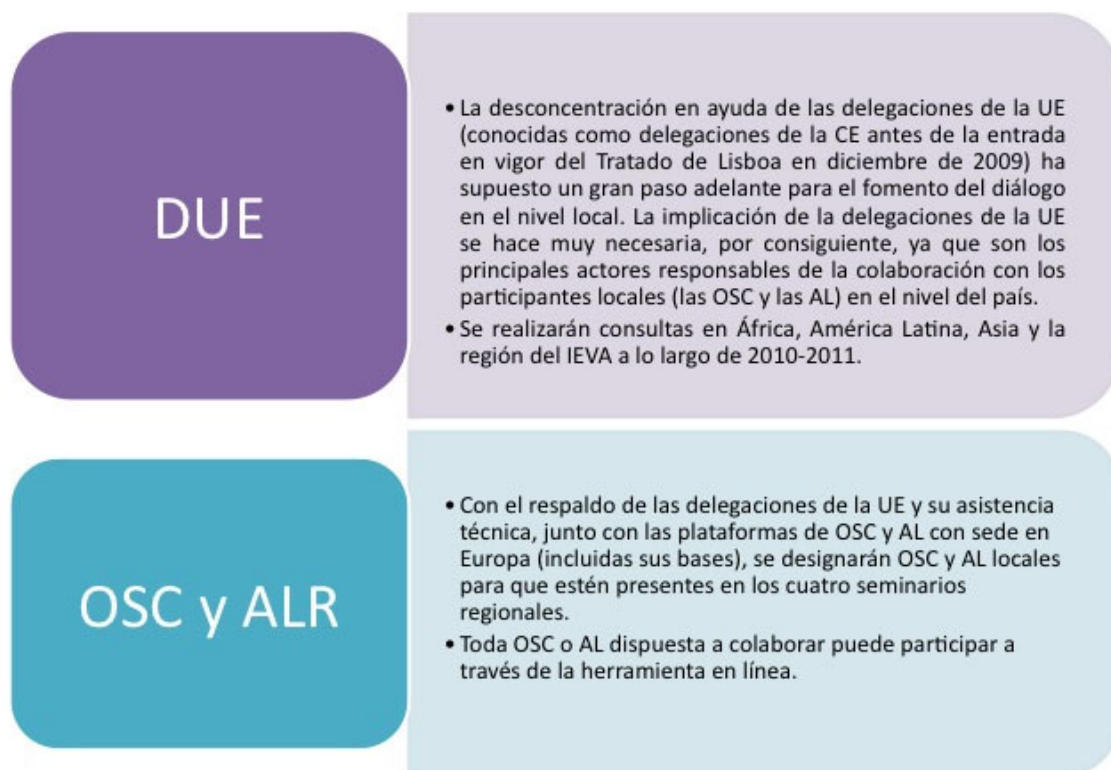 DUE
• La desconcentración en ayuda de las delegaciones de la UE
(conocidas como delegaciones de la CE antes de la entrada
en vigor del Tratado de Lisboa en diciembre de 2009) ha
supuesto un gran paso adelante para el fomento del diálogo
en el nivel local. La implicación de la delegaciones de la UE
se hace muy necesaria, por consiguiente, ya que son los
principales actores responsables de la colaboración con los
participantes locales (las OSC y las AL) en el nivel del país.
• Se realizarán consultas en África, América Latina, Asia y la
región del IEVA a lo largo de 2010-2011.
OSC y ALR
• Con el respaldo de las delegaciones de la UE y su asistencia
técnica, junto con las plataformas de OSC y AL con sede en
Europa (incluidas sus bases), se designarán OSC y AL locales
para que estén presentes en los cuatro seminarios
regionales.
• Toda OSC o AL dispuesta a colaborar puede participar a
través de la herramienta en línea.